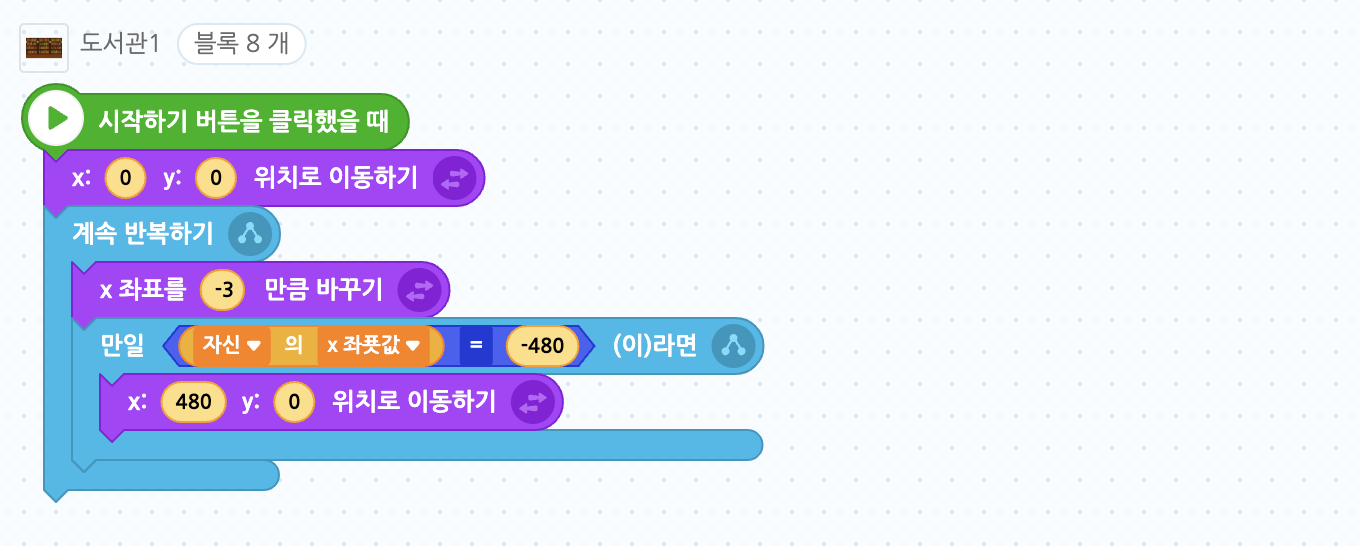 도서관1 블록 8 개
시작하기 버튼을 클릭했을 때
x: 0 y: 0 위치로 이동하기
계속 반복하기
x 좌표를 -3 만큼 바꾸기
만일 자신 의 x 좌푯값 = -480 (이)라면
x: 480 y: 0 위치로 이동하기